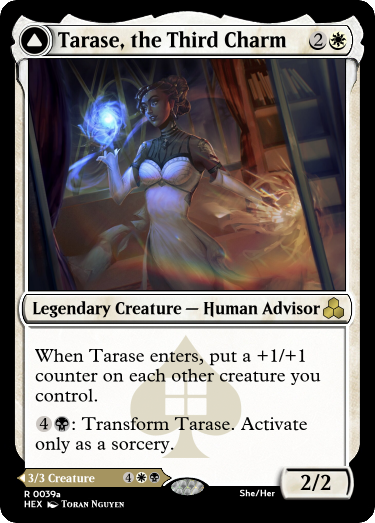 Tarase, the Third Charm 2
Legendary Creature — Human Advisor
When Tarase enters, put a +1/+1
counter on each other creature you
control.
4: Transform Tarase. Activate
only as a sorcery.
3/3 Creature 4
2/2
R 0039a
She/Her
HEX Toran Nguyen